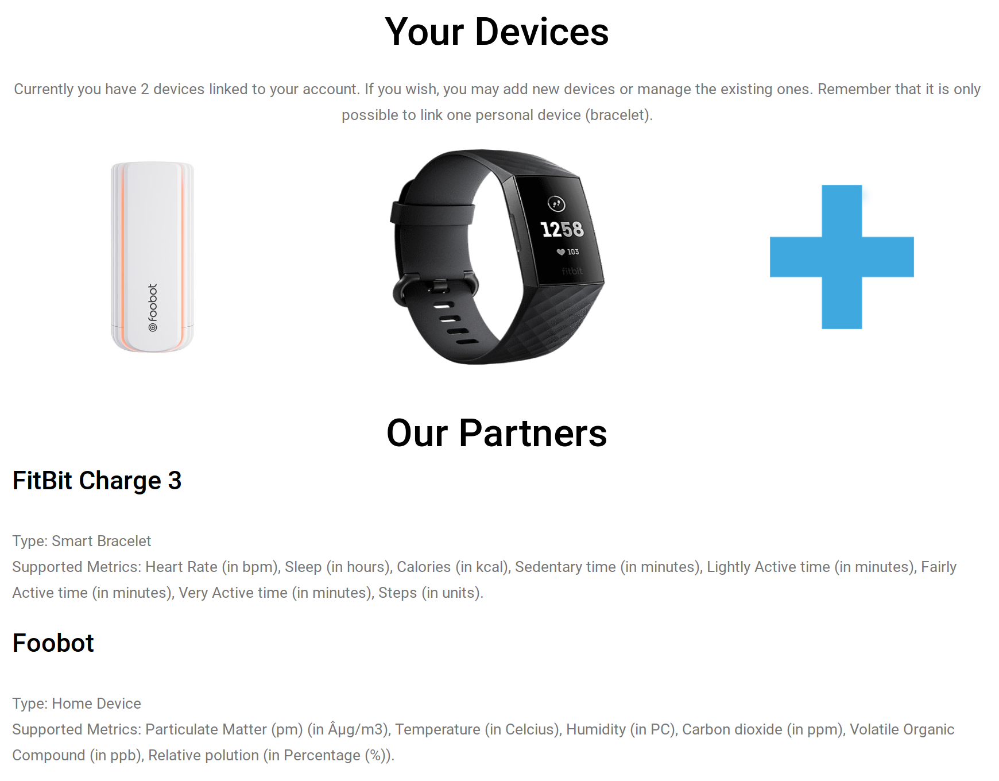 Your Devices
Currently you have 2 devices linked to your account. If you wish, you may add new devices or manage the existing ones. Remember that it is only
possible to link one personal device (bracelet).
foobot
1258
103
fitbit
Our Partners
FitBit Charge 3
Type: Smart Bracelet
Supported Metrics: Heart Rate (in bpm), Sleep (in hours), Calories (in kcal), Sedentary time (in minutes), Lightly Active time (in minutes), Fairly
Active time (in minutes), Very Active time (in minutes), Steps (in units).
Foobot
Type: Home Device
Supported Metrics: Particulate Matter (pm) (in Âµg/m3), Temperature (in Celcius), Humidity (in PC), Carbon dioxide (in ppm), Volatile Organic
Compound (in ppb), Relative polution (in Percentage (%)).